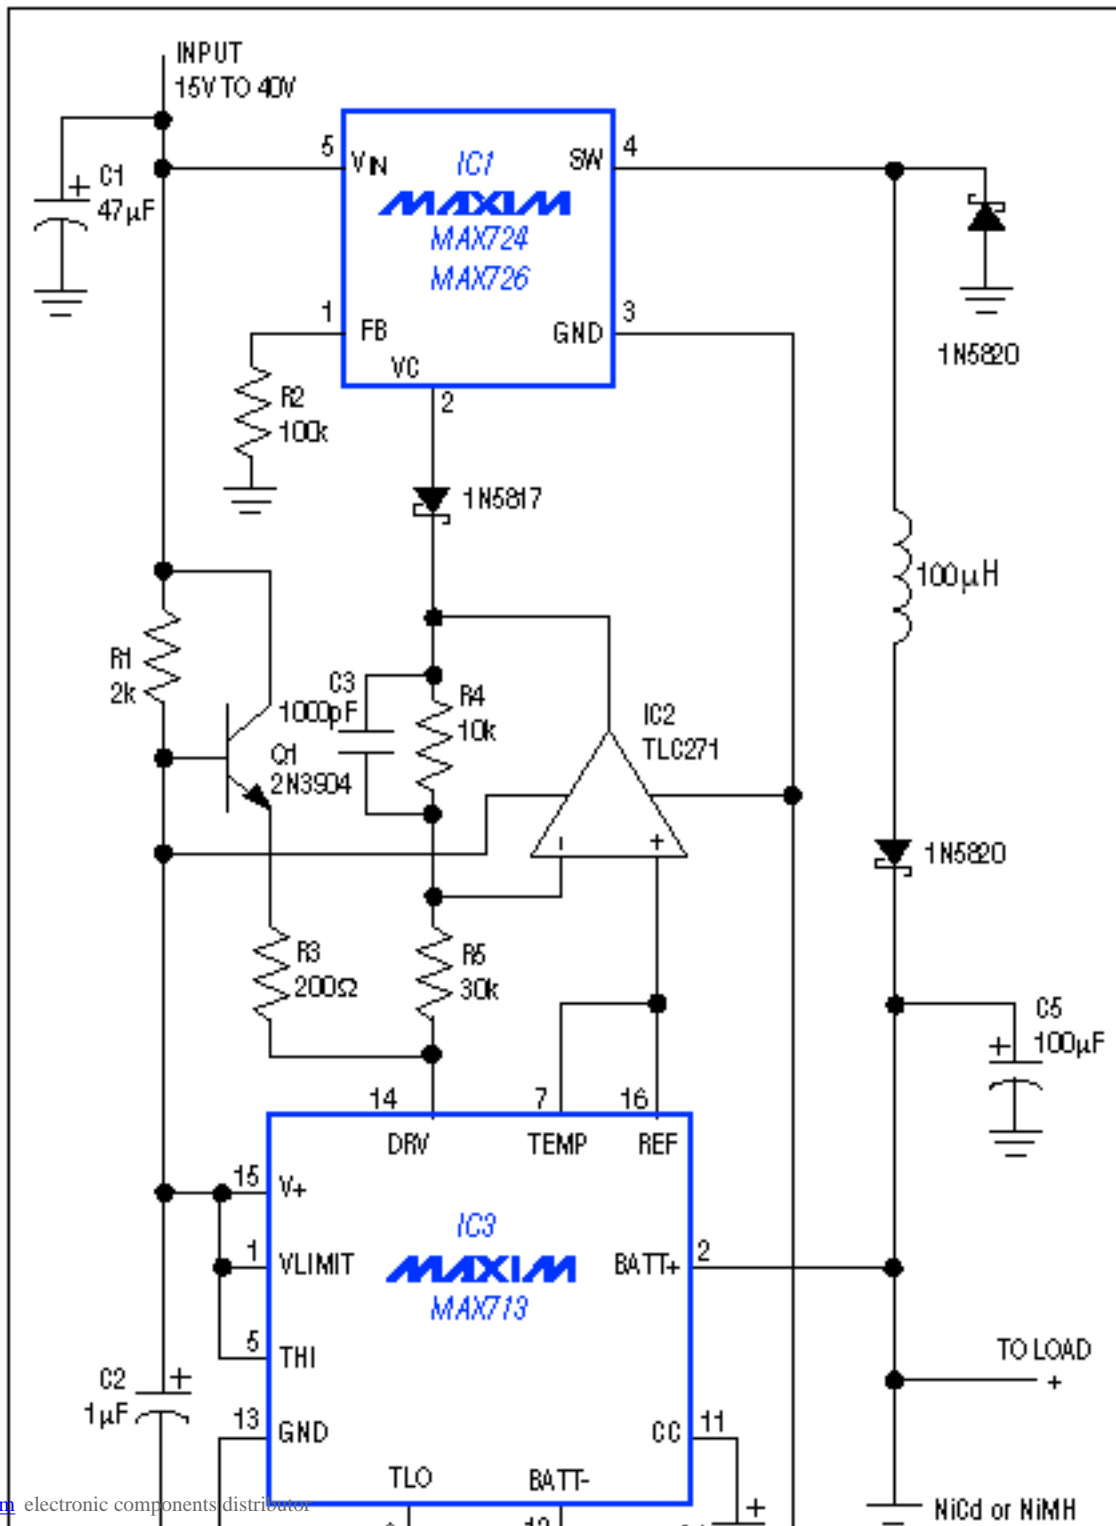 INPUT
15V TO 40V
C1
47µF
5
VIN
IC1
MAXIM
MAX724
MAX726
SW
4
1
FB
VC
2
GND
3
1N5820
R2
100k
1N5817
100µH
R1
2k
C3
1000pF
R4
10k
Q1
2N3904
IC2
TLC271
1N5820
R3
200Ω
R5
30k
C5
100µF
14
7
16
DRV
TEMP
REF
15
V+
1
VLIMIT
5
THI
13
GND
IC3
MAXIM
MAX713
BATT+
2
CC
11
TLO
BATT-
C2
1µF
TO LOAD
+
NiCd or NiMH
electronic components distributor